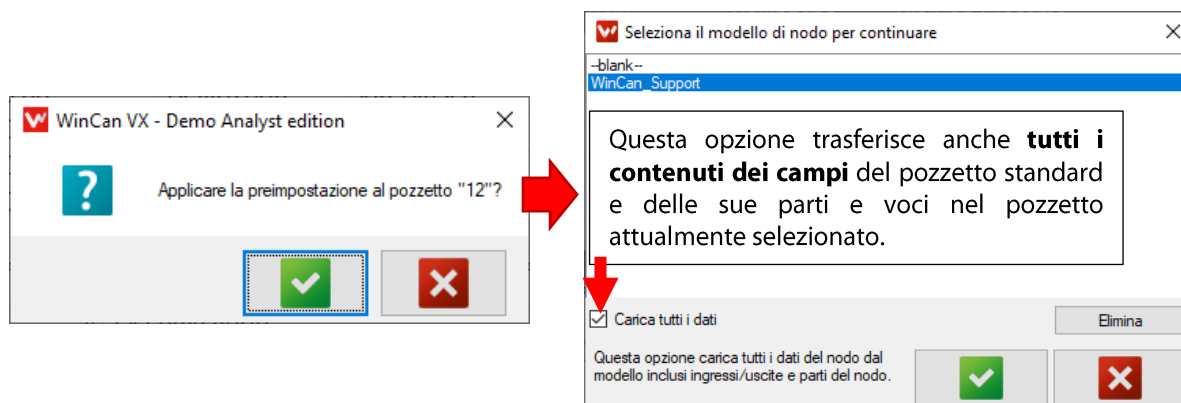 WinCan VX - Demo Analyst edition
Applicare la preimpostazione al pozzetto "12"?
Seleziona il modello di nodo per continuare
--blank--
WinCan_Support
Questa opzione trasferisce anche tutti i
contenuti dei campi del pozzetto standard
e delle sue parti e voci nel pozzetto
attualmente selezionato.
Carica tutti i dati
Elimina
Questa opzione carica tutti i dati del nodo dal
modello inclusi ingressi/uscite e parti del nodo.